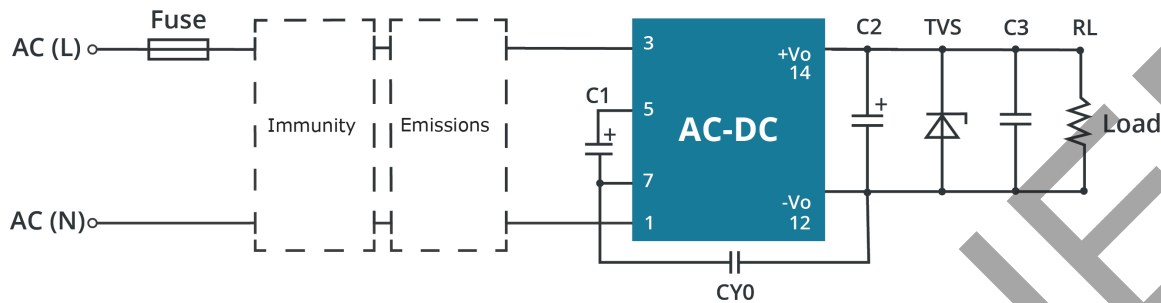 Fuse
AC (L)
Immunity
Emissions
AC (N)
C1
+
3
5
7
1
AC-DC
+Vo
14
-Vo
12
CY0
C2
+
TVS
C3
RL
Load